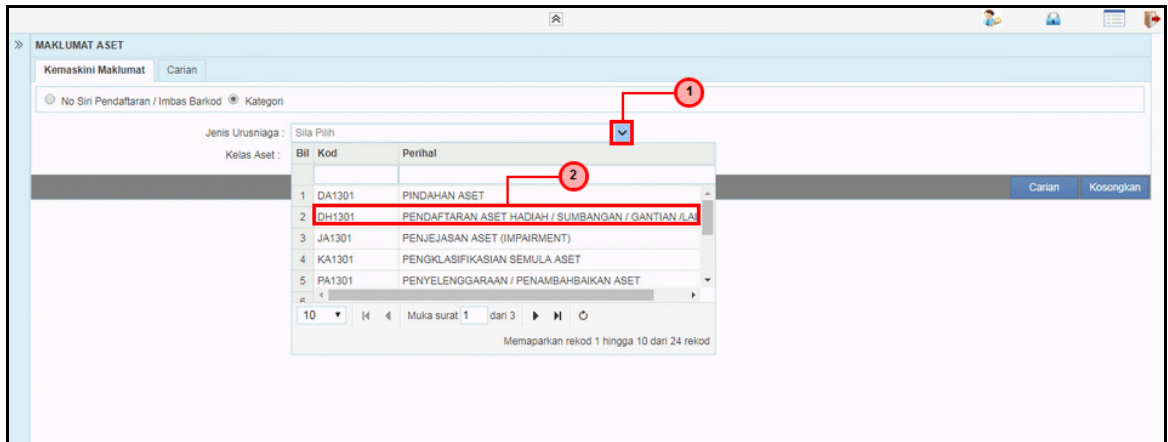 MAKLUMAT ASET
Kemaskini Maklumat Carian
No Siri Pendaftaran / Imbas Barkod Kategori
1
Jenis Urusniaga : Sila Pilih
Kelas Aset : Bil Kod Perihal
2
Carian Kosongkan
1 DA1301 PINDAHAN ASET
2 DH1301 PENDAFTARAN ASET HADIAH / SUMBANGAN / GANTIAN /LAI
3 JA1301 PENJEJASAN ASET (IMPAIRMENT)
4 KA1301 PENGKLASIFIKASIAN SEMULA ASET
5 PA1301 PENYELENGGARAAN / PENAMBAHBAIKAN ASET
10 Muka surat 1 dari 3
Memaparkan rekod 1 hingga 10 dari 24 rekod